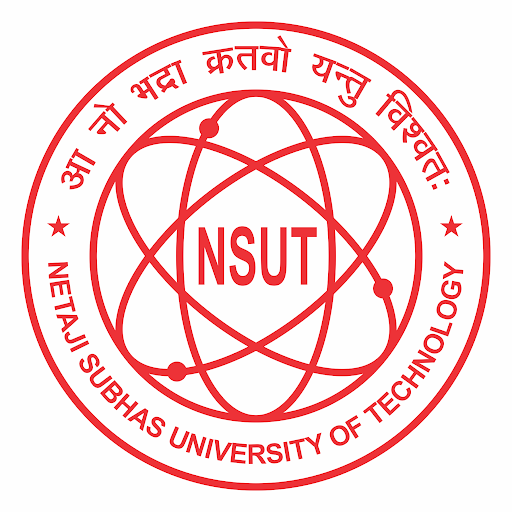 आ नो भद्रा क्रतवो यन्तु विश्वतः
NSUT
NETAJI SUBHAS UNIVERSITY OF TECHNOLOGY